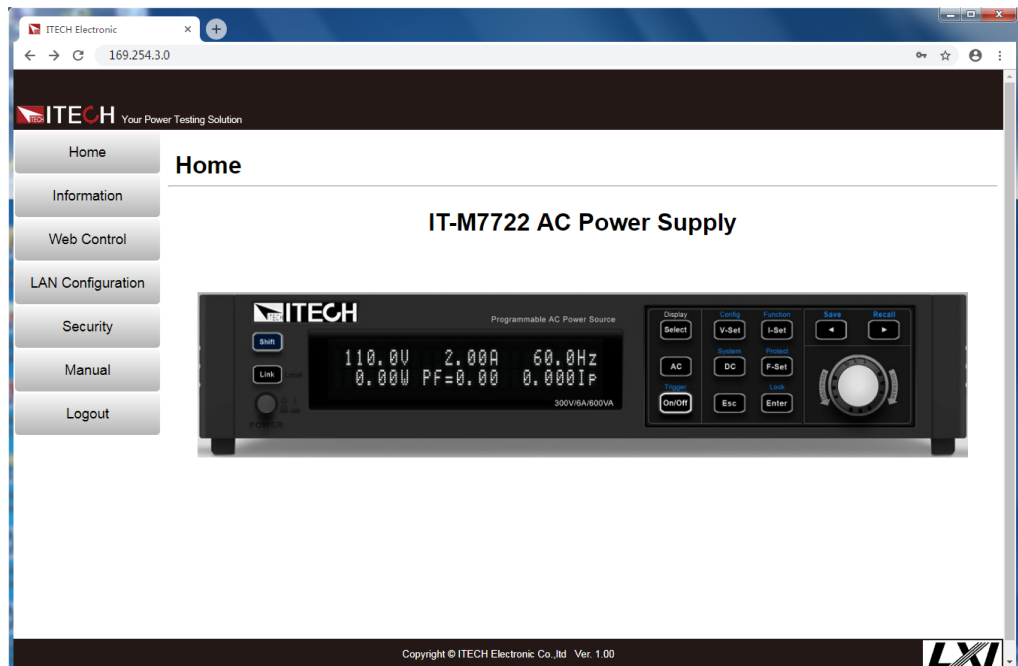 ITECH Electronic
169.254.3.0
ITECH Your Power Testing Solution
Home
Information
Web Control
LAN Configuration
Security
Manual
Logout
Home
IT-M7722 AC Power Supply
ITECH
Programmable AC Power Source
Shift
Link Local
POWER
110.0V 2.00A 60.0Hz
0.00W PF=0.00 0.000IP
300V/6A/600VA
Display Config Function Save Recall
Select V-Set I-Set
System Protect
AC DC F-Set
Trigger Lock
On/Off Esc Enter
Copyright © ITECH Electronic Co.,ltd Ver. 1.00
LXI